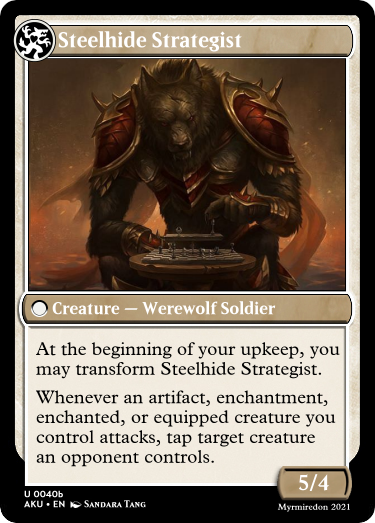 Steelhide Strategist
Creature — Werewolf Soldier
At the beginning of your upkeep, you
may transform Steelhide Strategist.
Whenever an artifact, enchantment,
enchanted, or equipped creature you
control attacks, tap target creature
an opponent controls.
5/4
U 0040b
AKU • EN Sandara Tang
Myrmiredon 2021